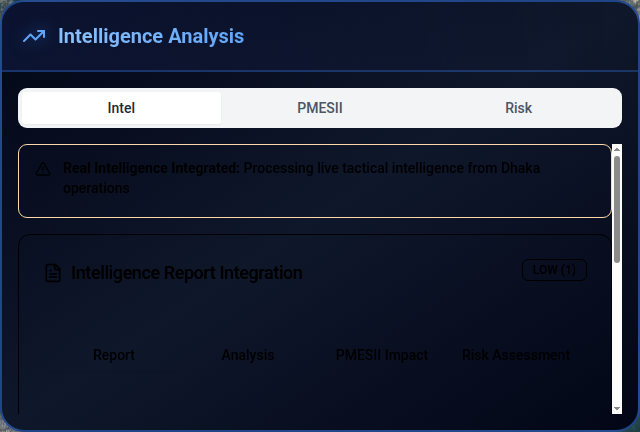 Intelligence Analysis
Intel PMESII Risk
Real Intelligence Integrated: Processing live tactical intelligence from Dhaka
operations
Intelligence Report Integration LOW (1)
Report Analysis PMESII Impact Risk Assessment